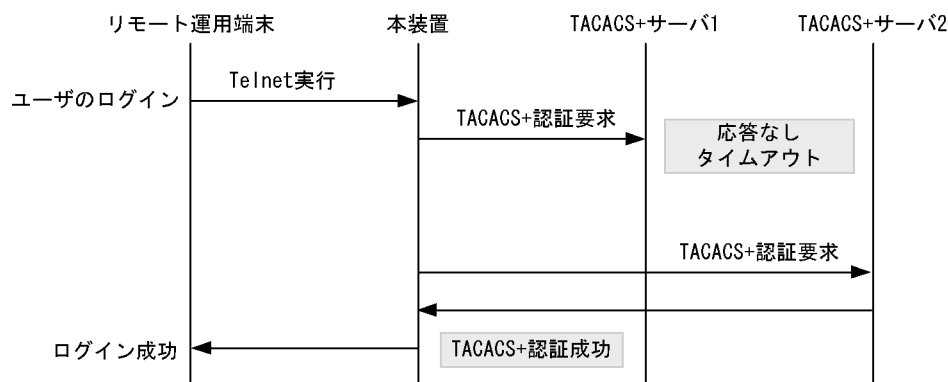 リモート運用端末
本装置
TACACS+サーバ1
TACACS+サーバ2
Telnet実行
ユーザのログイン
TACACS+認証要求
応答なし
タイムアウト
TACACS+認証要求
ログイン成功
TACACS+認証成功